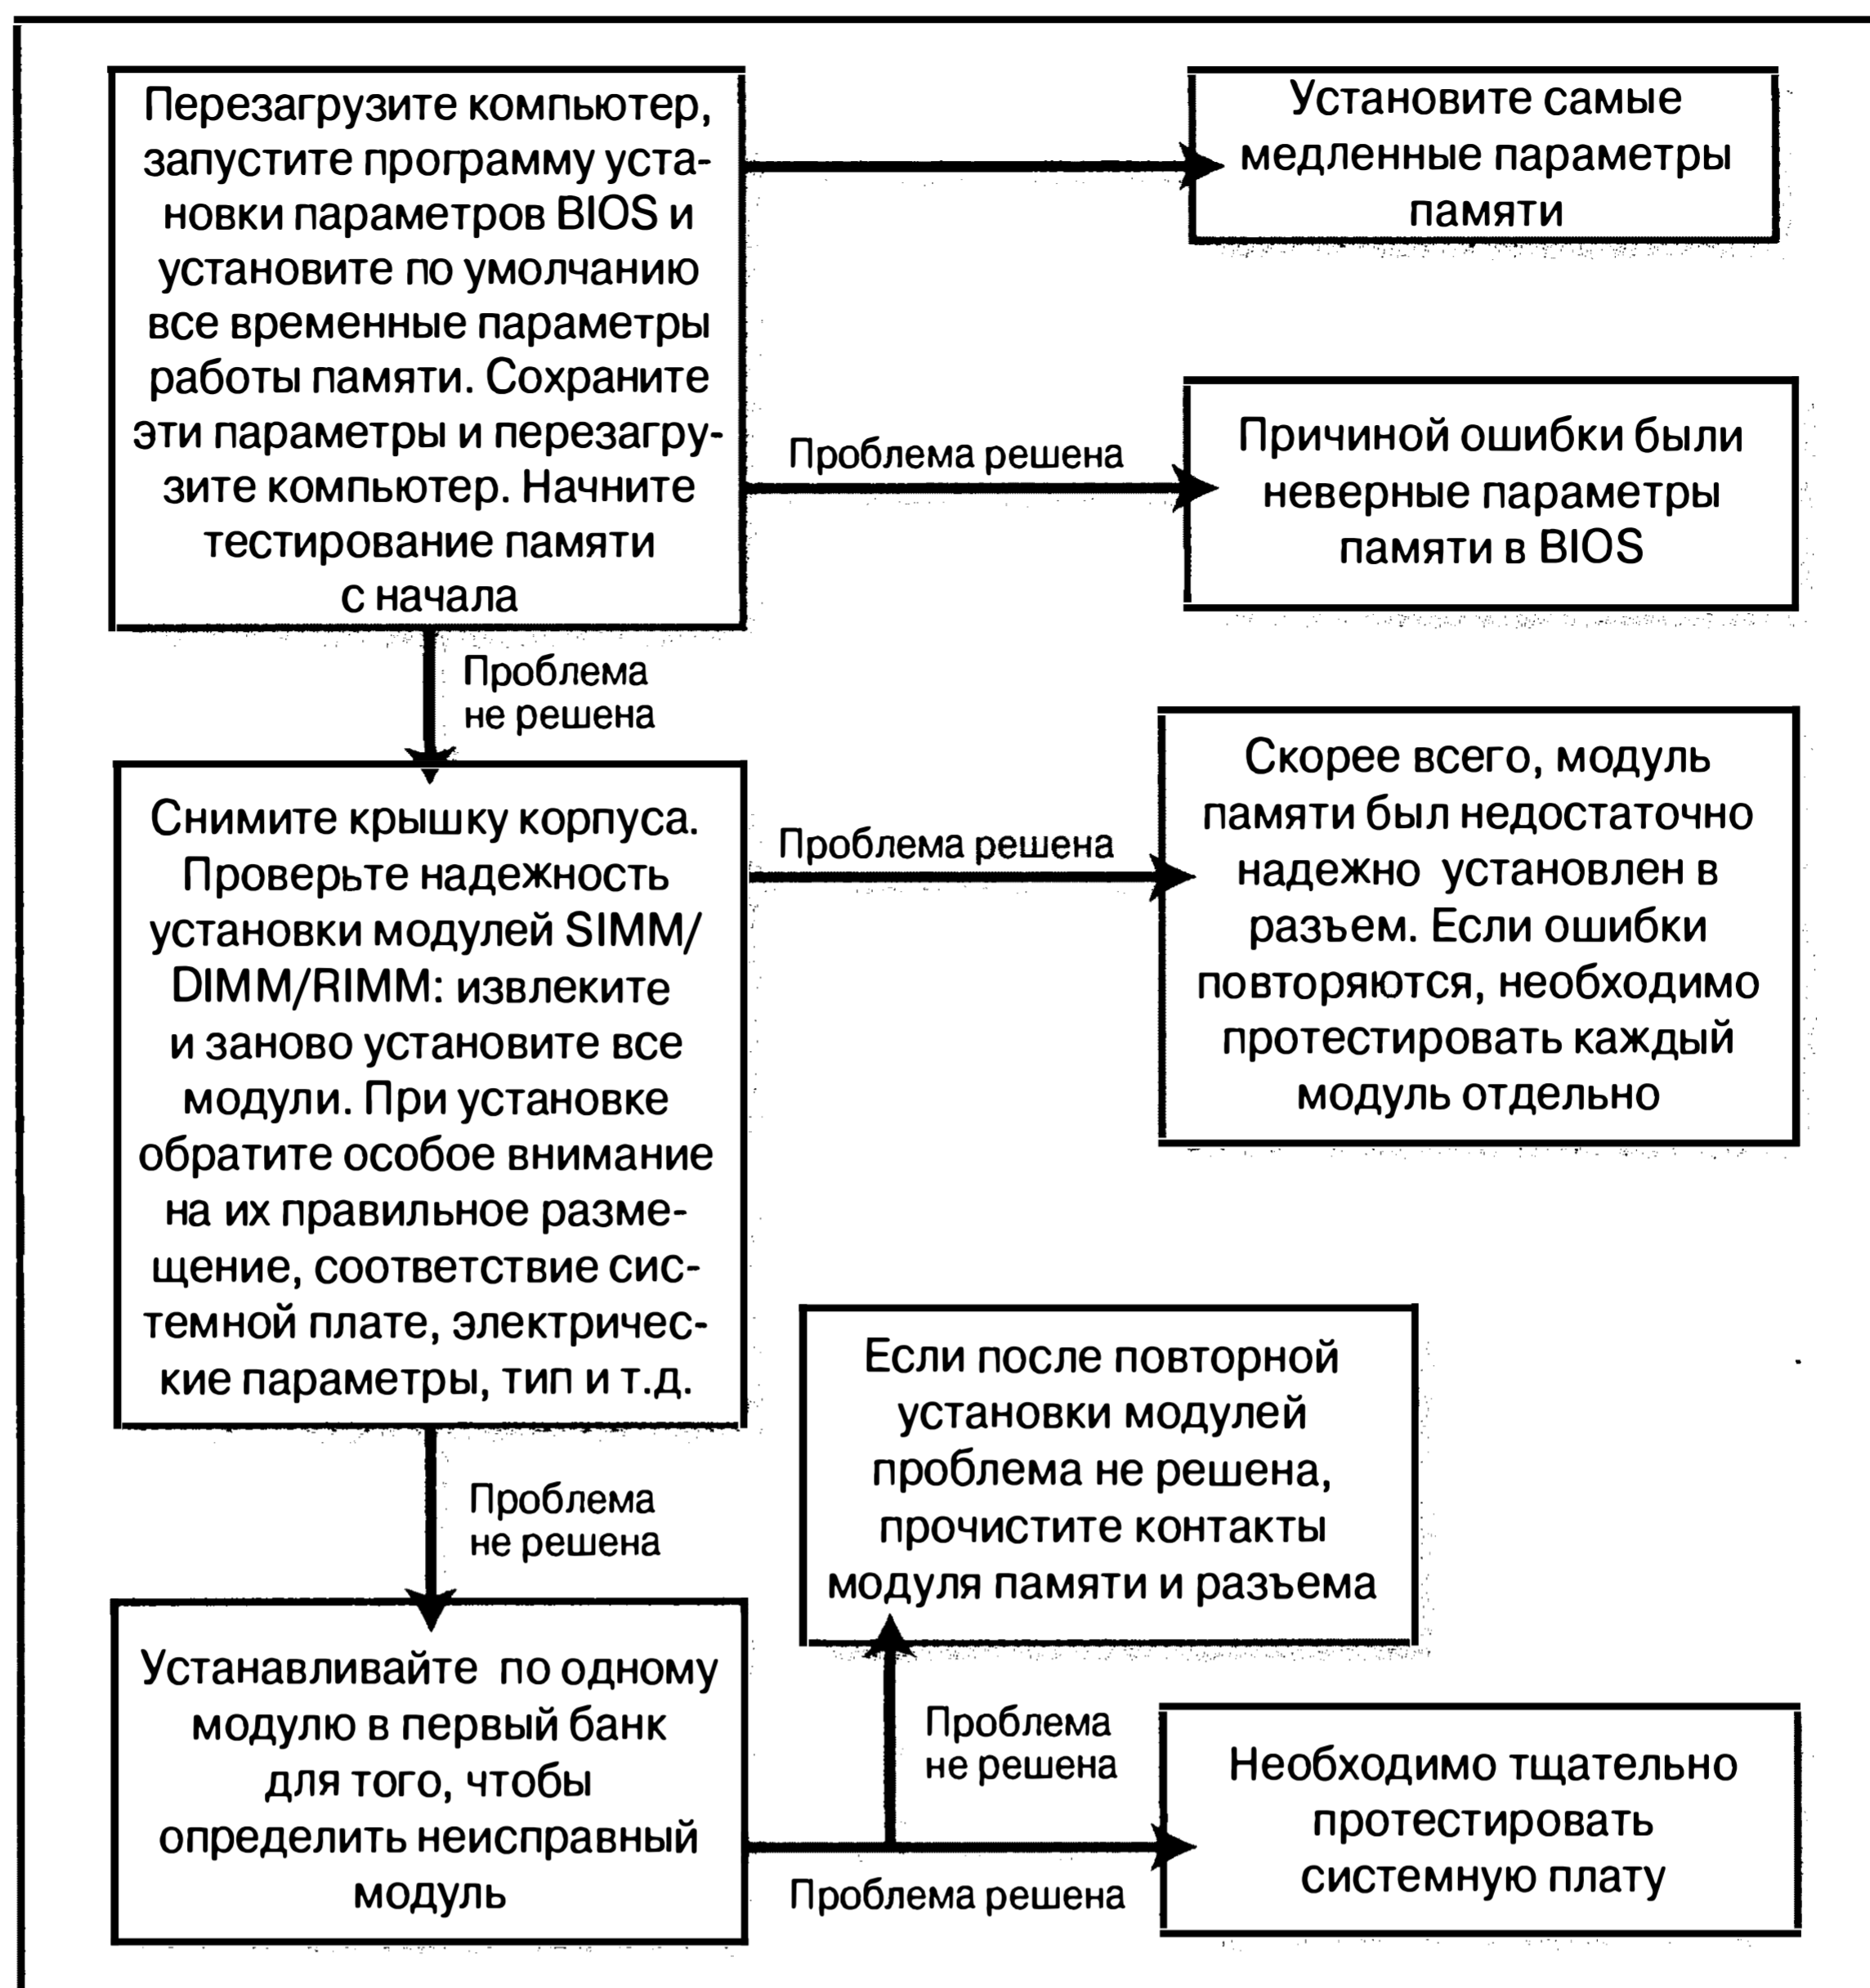 Перезагрузите компьютер,
запустите программу уста-
новки параметров BIOS и
установите по умолчанию
все временные параметры
работы памяти. Сохраните
эти параметры и перезагру-
зите компьютер. Начните
тестирование памяти
с начала
Установите самые
медленные параметры
памяти
Проблема решена
Причиной ошибки были
неверные параметры
памяти в BIOS
Проблема
не решена
Снимите крышку корпуса.
Проверьте надежность
установки модулей SIMM/
DIMM/RIMM: извлеките
и заново установите все
модули. При установке
обратите особое внимание
на их правильное разме-
щение, соответствие сис-
темной плате, электричес-
кие параметры, тип и т.д.
Проблема решена
Скорее всего, модуль
памяти был недостаточно
надежно установлен в
разъем. Если ошибки
повторяются, необходимо
протестировать каждый
модуль отдельно
Проблема
не решена
Устанавливайте по одному
модулю в первый банк
для того, чтобы
определить неисправный
модуль
Если после повторной
установки модулей
проблема не решена,
прочистите контакты
модуля памяти и разъема
Проблема
не решена
Проблема решена
Необходимо тщательно
протестировать
системную плату